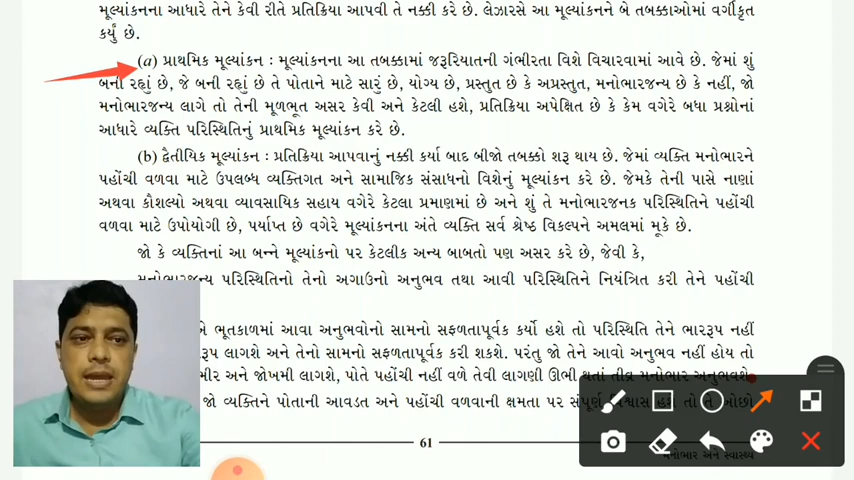 મૂલ્યાંકનના આધારે તેને કેવી રીતે પ્રતિક્રિયા આપવી તે નક્કી કરે છે. લેઝારસે આ મૂલ્યાંકનને બે તબક્કાઓમાં વર્ગીકૃત
કર્યું છે.
(a) પ્રાથમિક મૂલ્યાંકન : મૂલ્યાંકનના આ તબક્કામાં જરૂરિયાતની ગંભીરતા વિશે વિચારવામાં આવે છે. જેમાં શું
બની રહ્યું છે, જે બની રહ્યું છે તે પોતાને માટે સારું છે, યોગ્ય છે, પ્રસ્તુત છે કે અપ્રસ્તુત, મનોભારજન્ય છે કે નહીં, જો
મનોભારજન્ય લાગે તો તેની મૂળભૂત અસર કેવી અને કેટલી હશે, પ્રતિક્રિયા અપેક્ષિત છે કે કેમ વગેરે બધા પ્રશ્નોનાં
આધારે વ્યક્તિ પરિસ્થિતિનું પ્રાથમિક મૂલ્યાંકન કરે છે.
(b) દ્વૈતીયિક મૂલ્યાંકન : પ્રતિક્રિયા આપવાનું નક્કી કર્યા બાદ બીજો તબક્કો શરૂ થાય છે. જેમાં વ્યક્તિ મનોભારને
પહોંચી વળવા માટે ઉપલબ્ધ વ્યક્તિગત અને સામાજિક સંસાધનો વિશેનું મૂલ્યાંકન કરે છે. જેમકે તેની પાસે નાણાં
અથવા કૌશલ્યો અથવા વ્યાવસાયિક સહાય વગેરે કેટલા પ્રમાણમાં છે અને શું તે મનોભારજનક પરિસ્થિતિને પહોંચી
વળવા માટે ઉપોયોગી છે, પર્યાપ્ત છે વગેરે મૂલ્યાંકનના અંતે વ્યક્તિ સર્વ શ્રેષ્ઠ વિકલ્પને અમલમાં મૂકે છે.
જો કે વ્યક્તિનાં આ બન્ને મૂલ્યાંકનો પર કેટલીક અન્ય બાબતો પણ અસર કરે છે, જેવી કે,
મનોભારજન્ય પરિસ્થિતિનો તેનો અગાઉનો અનુભવ તથા આવી પરિસ્થિતિને નિયંત્રિત કરી તેને પહોંચી
ભૂતકાળમાં આવા અનુભવોનો સામનો સફળતાપૂર્વક કર્યો હશે તો પરિસ્થિતિ તેને ભારરૂપ નહીં
લાગશે અને તેનો સામનો સફળતાપૂર્વક કરી શકશે. પરંતુ જો તેને આવો અનુભવ નહીં હોય તો
અને જોખમી લાગશે, પોતે પહોંચી નહીં વળે તેવી લાગણી ઊભી થતાં તીવ્ર મનોભાર અનુભવશે.
જો વ્યક્તિને પોતાની આવડત અને પહોંચી વળવાની ક્ષમતા પર સંપૂર્ણ વિશ્વાસ હશે તો તે ઓછો
61
મનોભાર અને સ્વાસ્થ્ય